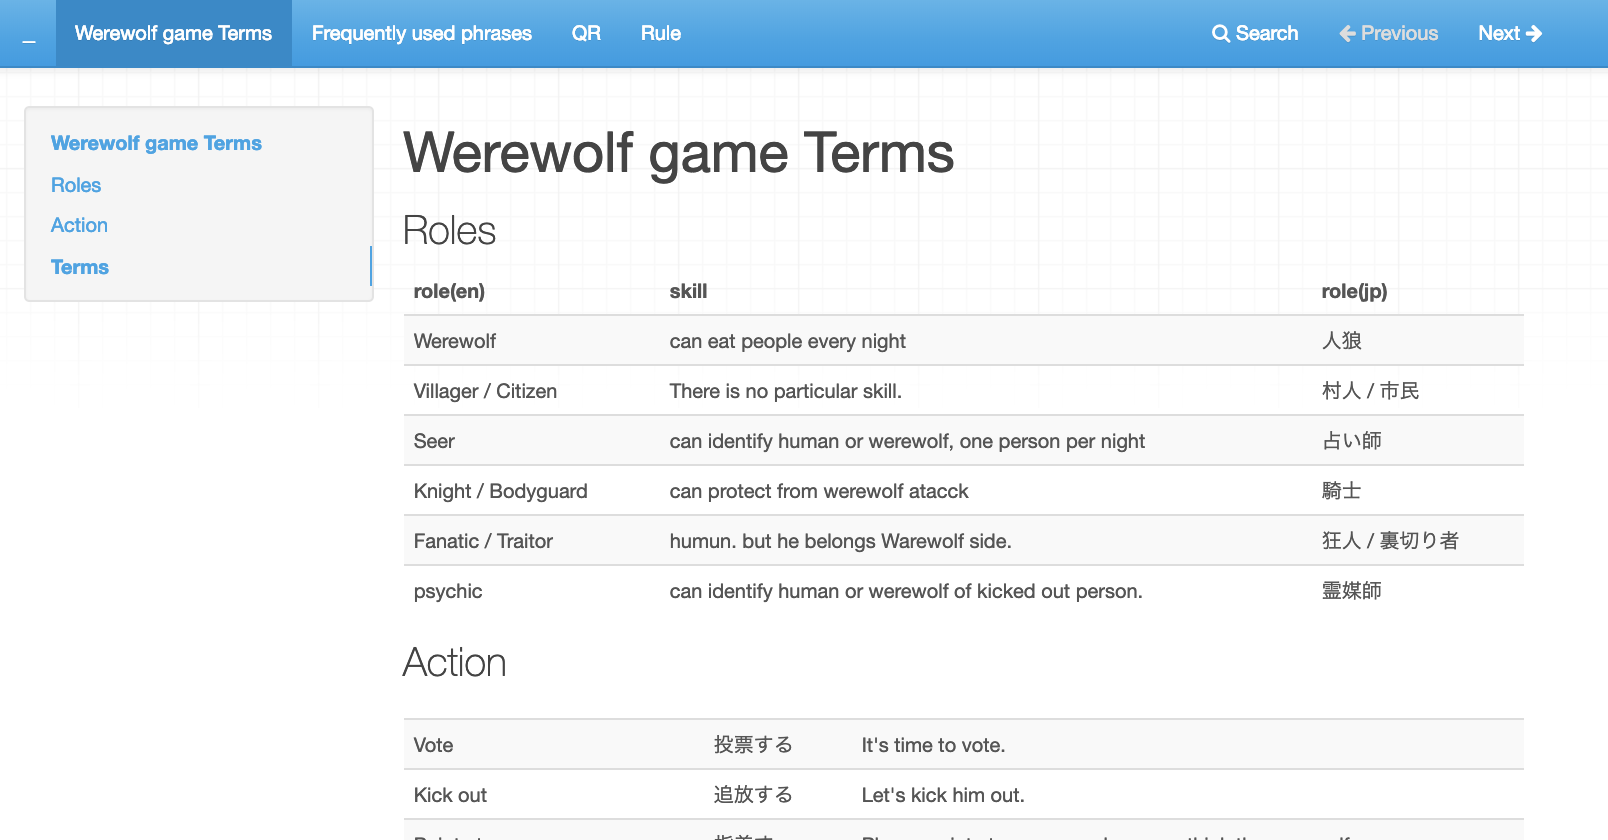 _ Werewolf game Terms Frequently used phrases QR Rule Search Previous Next
Werewolf game Terms
Roles
Action
Terms
Werewolf game Terms
Roles
role(en) skill role(jp)
Werewolf can eat people every night 人狼
Villager / Citizen There is no particular skill. 村人 / 市民
Seer can identify human or werewolf, one person per night 占い師
Knight / Bodyguard can protect from werewolf atacck 騎士
Fanatic / Traitor humun. but he belongs Warewolf side. 狂人 / 裏切り者
psychic can identify human or werewolf of kicked out person. 霊媒師
Action
Vote 投票する It's time to vote.
Kick out 追放する Let's kick him out.